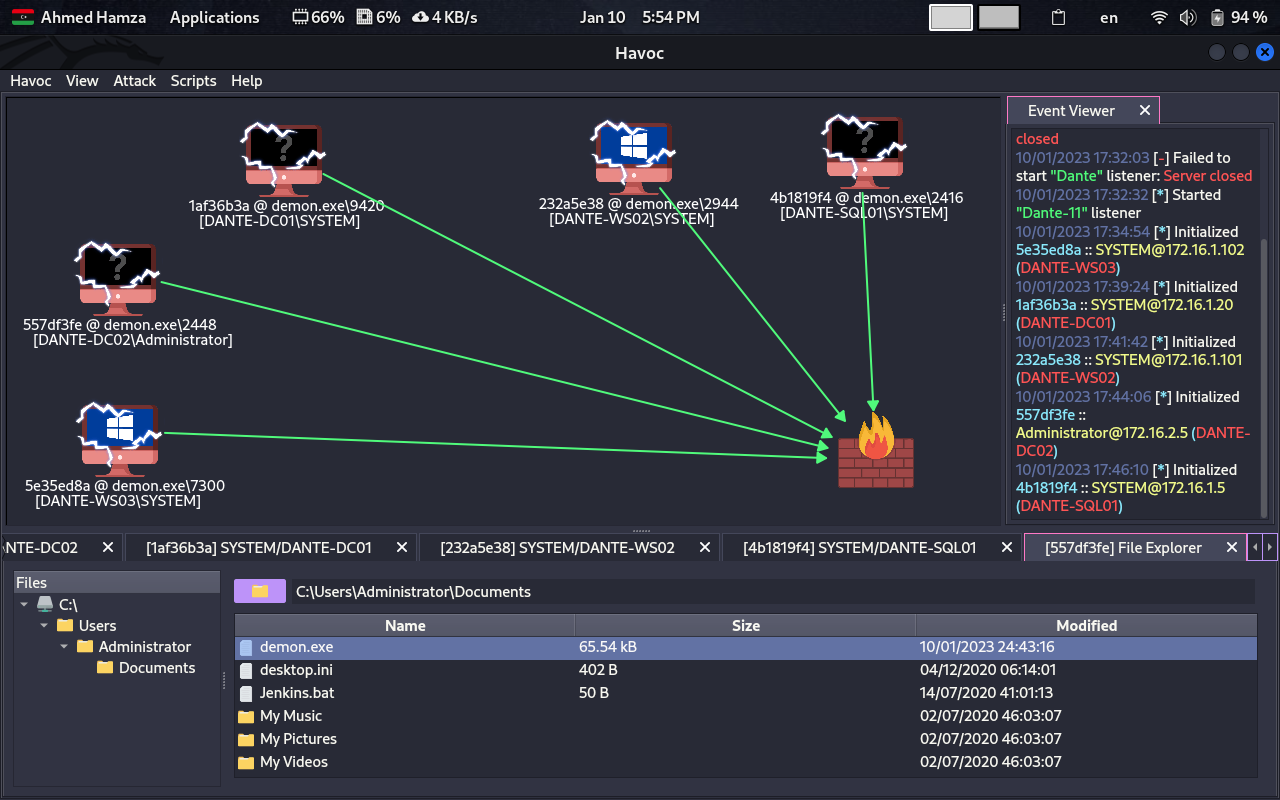 Ahmed Hamza Applications 66% 6% 4 KB/s Jan 10 5:54 PM en 94 %
Havoc
Havoc View Attack Scripts Help
?
1af36b3a @ demon.exe\9420
[DANTE-DC01\SYSTEM]
232a5e38 @ demon.exe\2944
[DANTE-WS02\SYSTEM]
?
4b1819f4 @ demon.exe\2416
[DANTE-SQL01\SYSTEM]
?
557df3fe @ demon.exe\2448
[DANTE-DC02\Administrator]
5e35ed8a @ demon.exe\7300
[DANTE-WS03\SYSTEM]
Event Viewer
closed
10/01/2023 17:32:03 [-] Failed to
start "Dante" listener: Server closed
10/01/2023 17:32:32 [*] Started
"Dante-11" listener
10/01/2023 17:34:54 [*] Initialized
5e35ed8a :: SYSTEM@172.16.1.102
(DANTE-WS03)
10/01/2023 17:39:24 [*] Initialized
1af36b3a :: SYSTEM@172.16.1.20
(DANTE-DC01)
10/01/2023 17:41:42 [*] Initialized
232a5e38 :: SYSTEM@172.16.1.101
(DANTE-WS02)
10/01/2023 17:44:06 [*] Initialized
557df3fe ::
Administrator@172.16.2.5 (DANTE-
DC02)
10/01/2023 17:46:10 [*] Initialized
4b1819f4 :: SYSTEM@172.16.1.5
(DANTE-SQL01)
NTE-DC02 [1af36b3a] SYSTEM/DANTE-DC01 [232a5e38] SYSTEM/DANTE-WS02 [4b1819f4] SYSTEM/DANTE-SQL01 [557df3fe] File Explorer
Files
C:\
Users
Administrator
Documents
C:\Users\Administrator\Documents
Name Size Modified
demon.exe 65.54 kB 10/01/2023 24:43:16
desktop.ini 402 B 04/12/2020 06:14:01
Jenkins.bat 50 B 14/07/2020 41:01:13
My Music 02/07/2020 46:03:07
My Pictures 02/07/2020 46:03:07
My Videos 02/07/2020 46:03:07